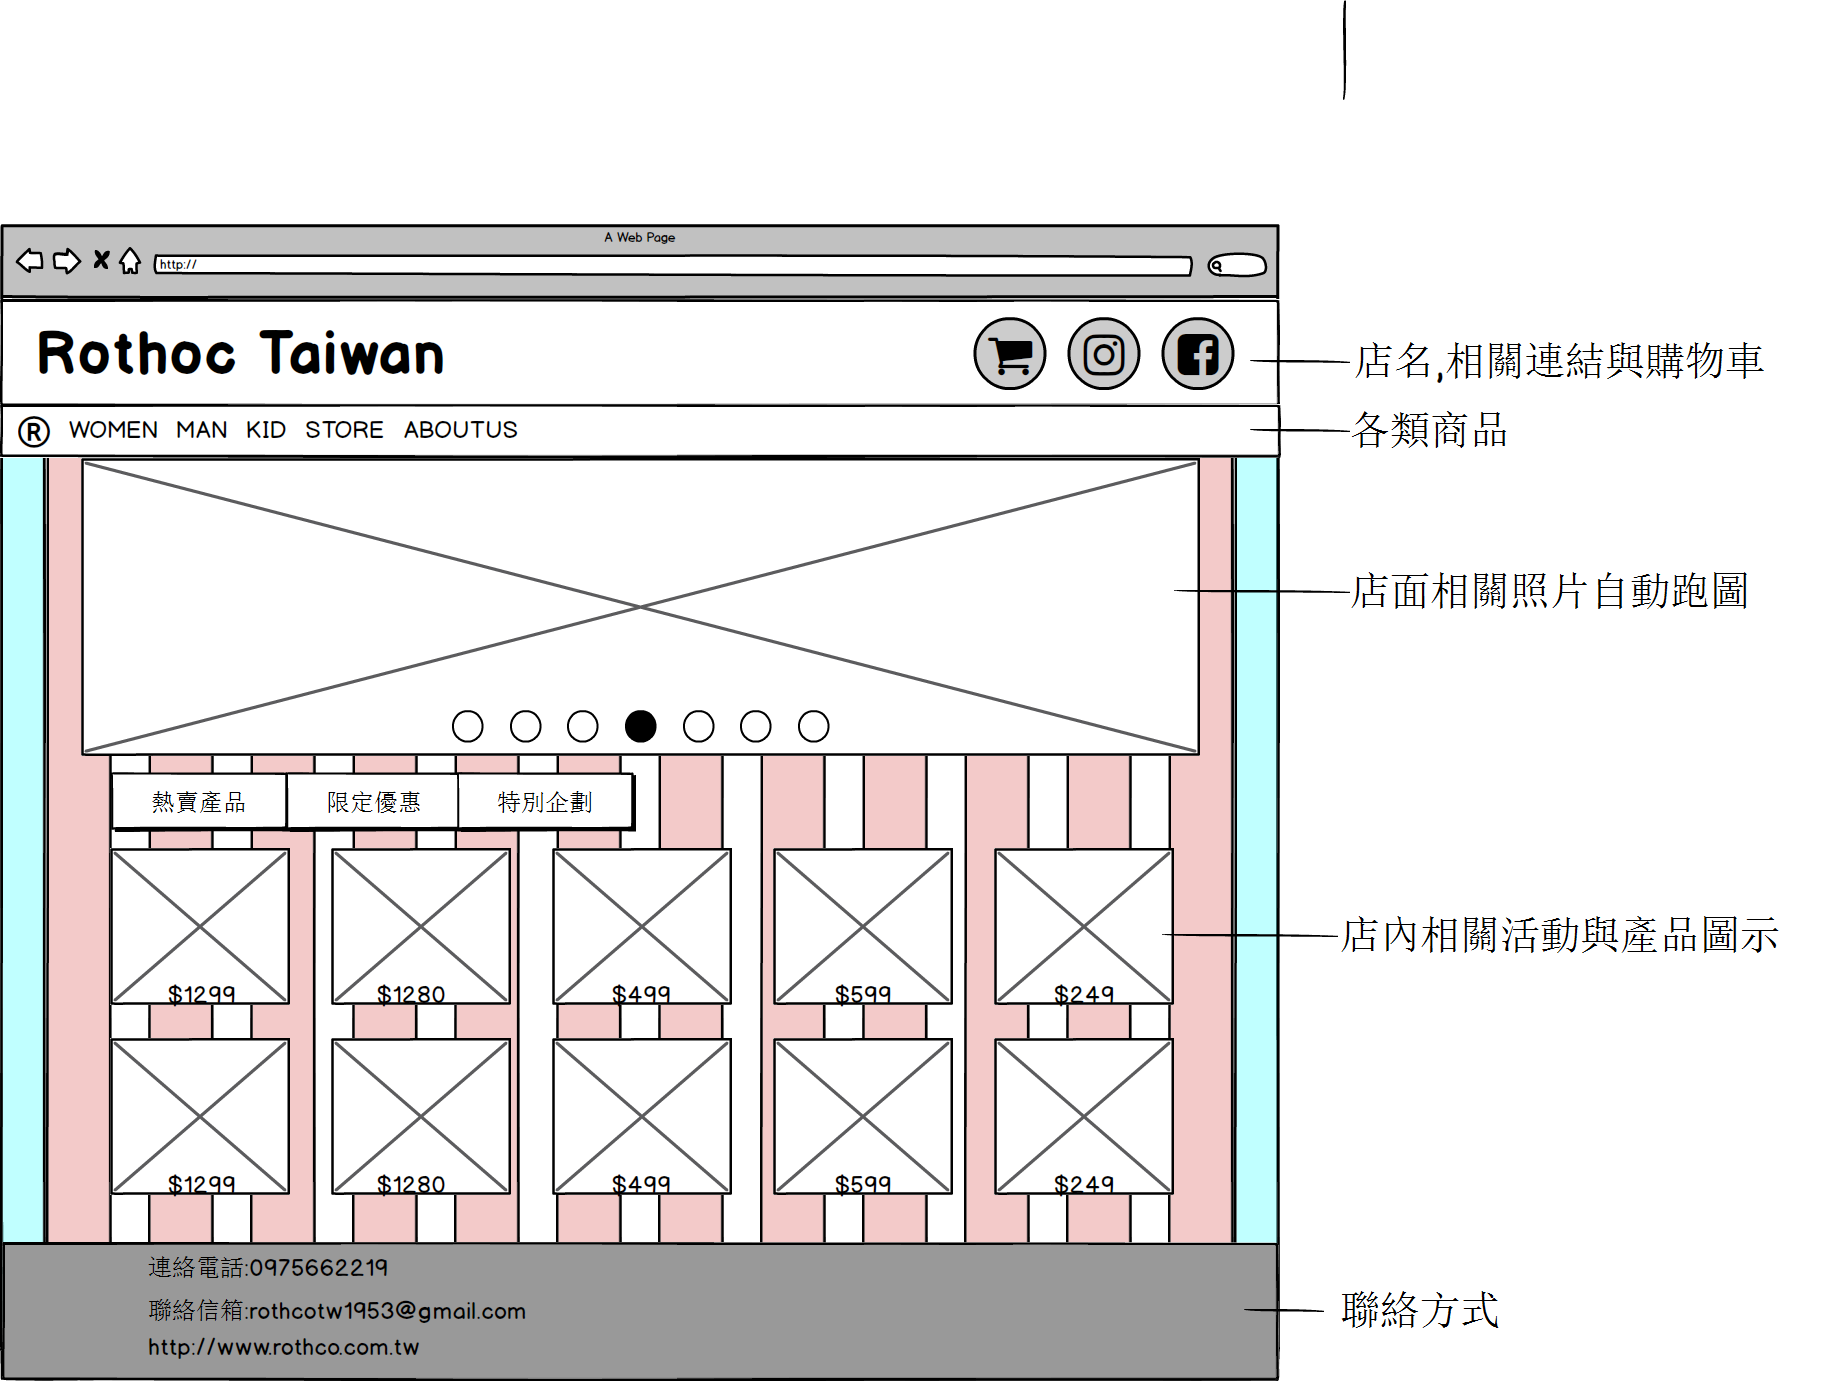 A Web Page
http://
Rothoc Taiwan
店名,相關連結與購物車
® WOMEN MAN KID STORE ABOUTUS
各類商品
店面相關照片自動跑圖
熱賣產品 限定優惠 特別企劃
店內相關活動與產品圖示
$1299 $1280 $499 $599 $249
$1299 $1280 $499 $599 $249
連絡電話:0975662219
聯絡信箱:rothcotw1953@gmail.com
http://www.rothco.com.tw
聯絡方式